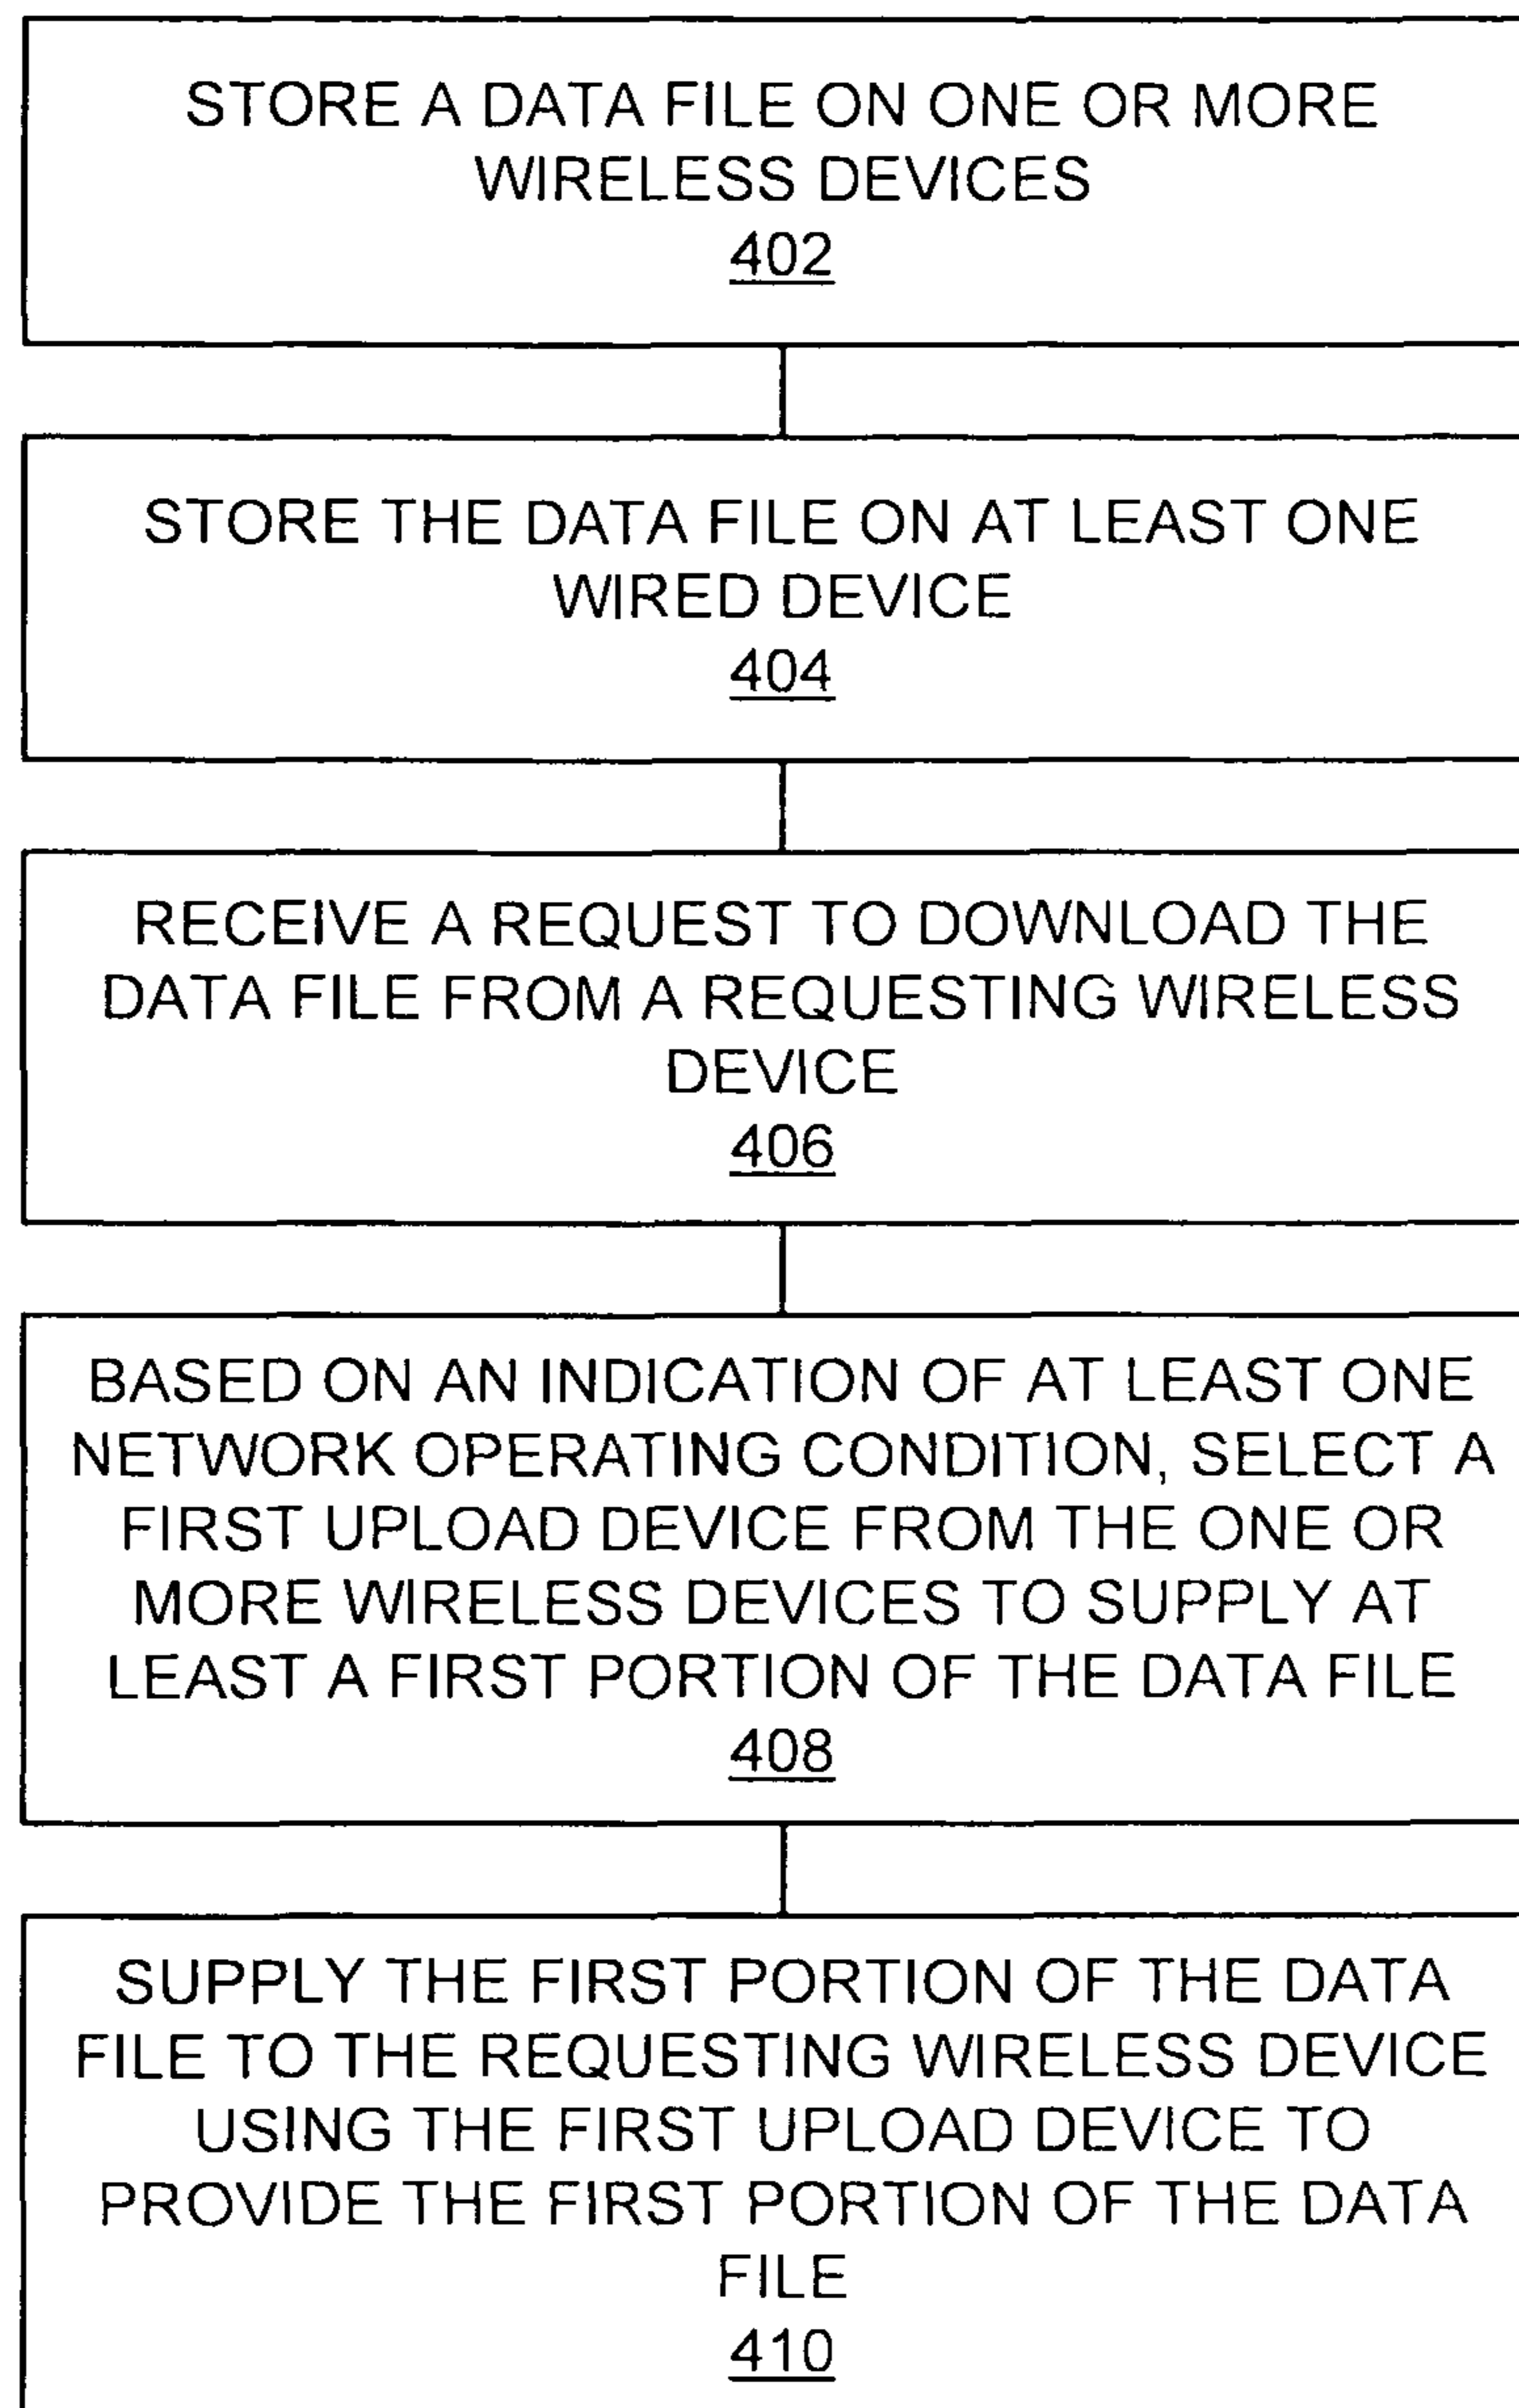 STORE A DATA FILE ON ONE OR MORE
WIRELESS DEVICES
402
STORE THE DATA FILE ON AT LEAST ONE
WIRED DEVICE
404
RECEIVE A REQUEST TO DOWNLOAD THE
DATA FILE FROM A REQUESTING WIRELESS
DEVICE
406
BASED ON AN INDICATION OF AT LEAST ONE
NETWORK OPERATING CONDITION, SELECT A
FIRST UPLOAD DEVICE FROM THE ONE OR
MORE WIRELESS DEVICES TO SUPPLY AT
LEAST A FIRST PORTION OF THE DATA FILE
408
SUPPLY THE FIRST PORTION OF THE DATA
FILE TO THE REQUESTING WIRELESS DEVICE
USING THE FIRST UPLOAD DEVICE TO
PROVIDE THE FIRST PORTION OF THE DATA
FILE
410